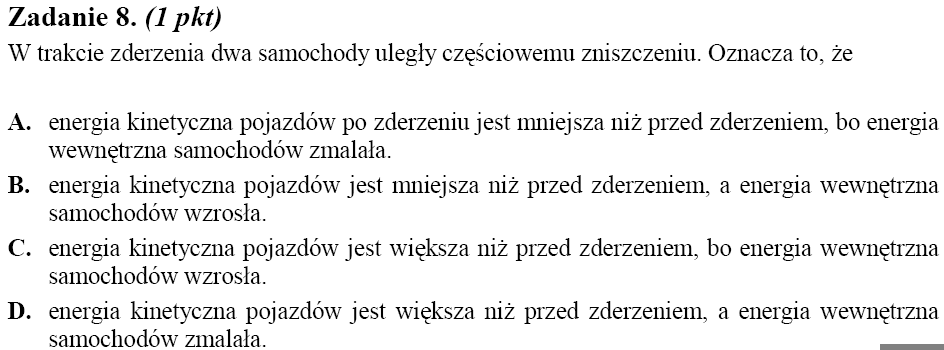 Zadanie 8. (1 pkt)
W trakcie zderzenia dwa samochody uległy częściowemu zniszczeniu. Oznacza to, że
A. energia kinetyczna pojazdów po zderzeniu jest mniejsza niż przed zderzeniem, bo energia
wewnętrzna samochodów zmalała.
B. energia kinetyczna pojazdów jest mniejsza niż przed zderzeniem, a energia wewnętrzna
samochodów wzrosła.
C. energia kinetyczna pojazdów jest większa niż przed zderzeniem, bo energia wewnętrzna
samochodów wzrosła.
D. energia kinetyczna pojazdów jest większa niż przed zderzeniem, a energia wewnętrzna
samochodów zmalała.